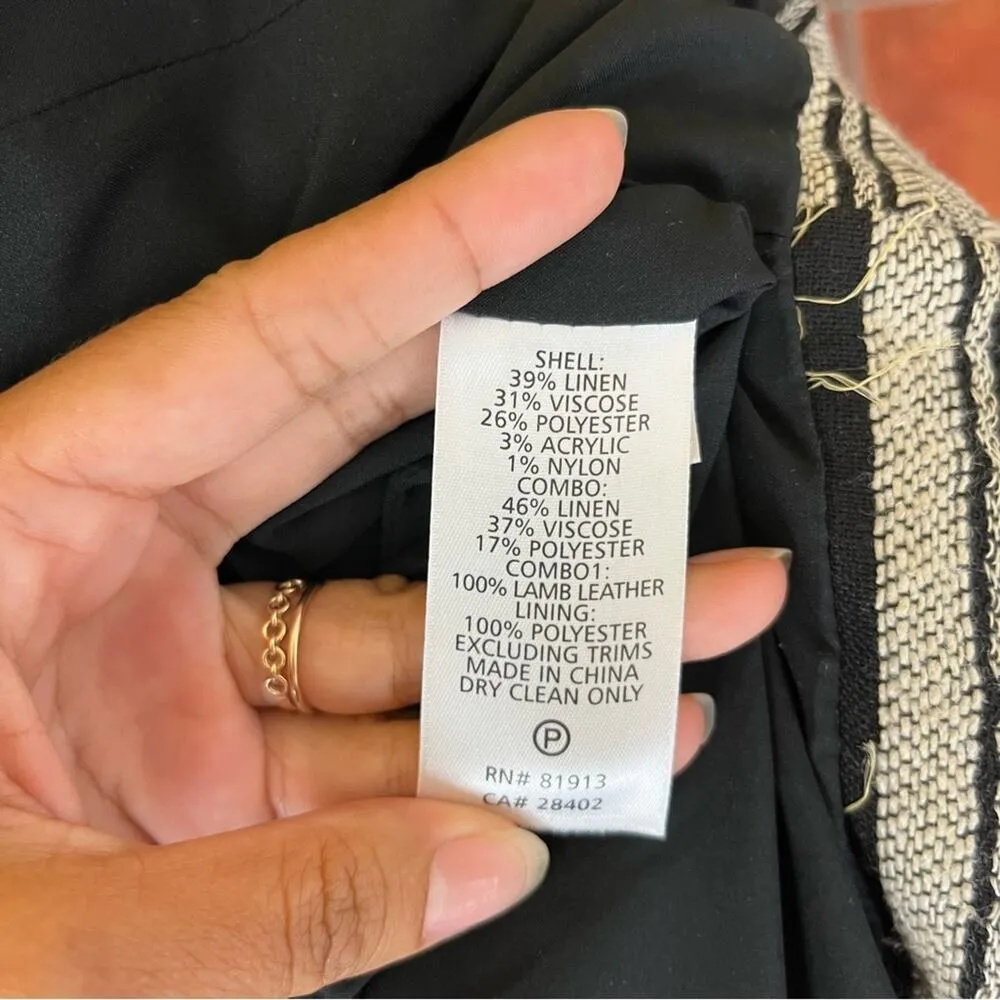 SHELL:
39% LINEN
31% VISCOSE
26% POLYESTER
3% ACRYLIC
1% NYLON
COMBO:
46% LINEN
37% VISCOSE
17% POLYESTER
COMBO1:
100% LAMB LEATHER
LINING:
100% POLYESTER
EXCLUDING TRIMS
MADE IN CHINA
DRY CLEAN ONLY
P
RN# 81913
CA# 28402